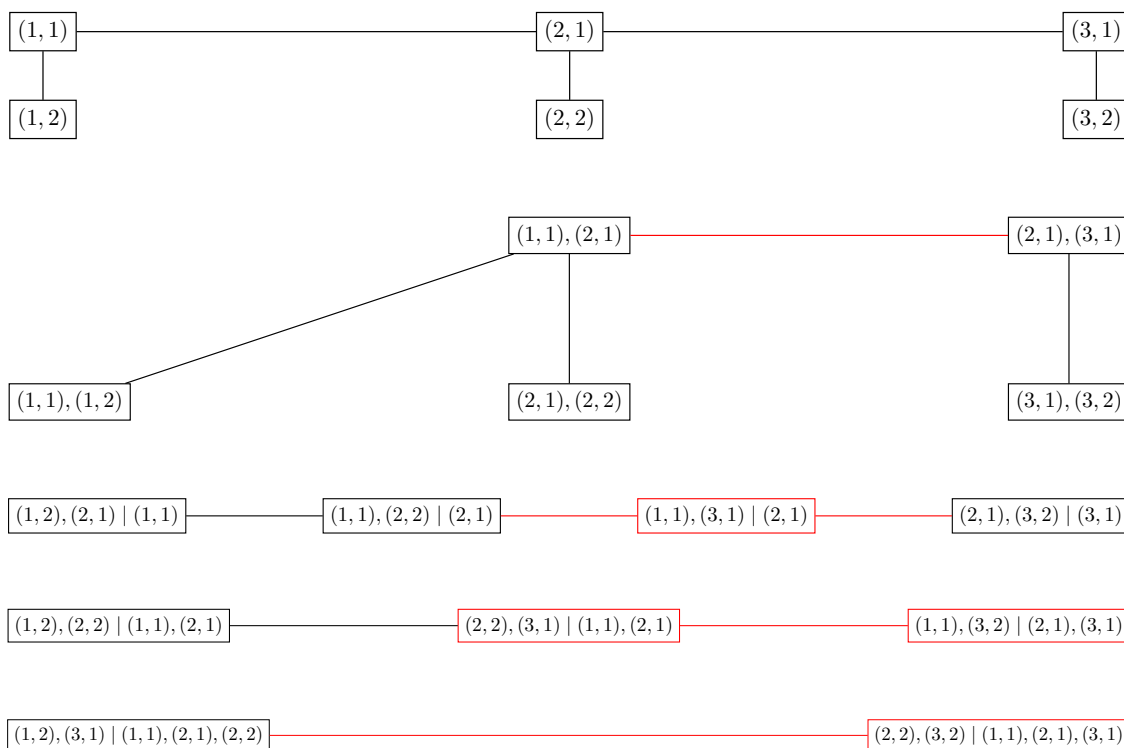 (1, 1) (2, 1) (3, 1)
(1, 2) (2, 2) (3, 2)
(1, 1), (2, 1) (2, 1), (3, 1)
(1, 1), (1, 2) (2, 1), (2, 2) (3, 1), (3, 2)
(1, 2), (2, 1) | (1, 1) (1, 1), (2, 2) | (2, 1) (1, 1), (3, 1) | (2, 1) (2, 1), (3, 2) | (3, 1)
(1, 2), (2, 2) | (1, 1), (2, 1) (2, 2), (3, 1) | (1, 1), (2, 1) (1, 1), (3, 2) | (2, 1), (3, 1)
(1, 2), (3, 1) | (1, 1), (2, 1), (2, 2) (2, 2), (3, 2) | (1, 1), (2, 1), (3, 1)